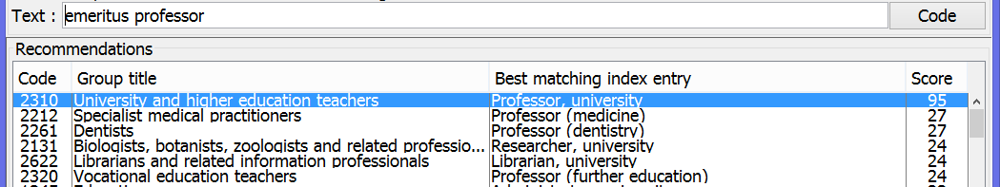 Text : emeritus professor Code
Recommendations
Code Group title Best matching index entry Score
2310 University and higher education teachers Professor, university 95
2212 Specialist medical practitioners Professor (medicine) 27
2261 Dentists Professor (dentistry) 27
2131 Biologists, botanists, zoologists and related professio... Researcher, university 24
2622 Librarians and related information professionals Librarian, university 24
2320 Vocational education teachers Professor (further education) 24